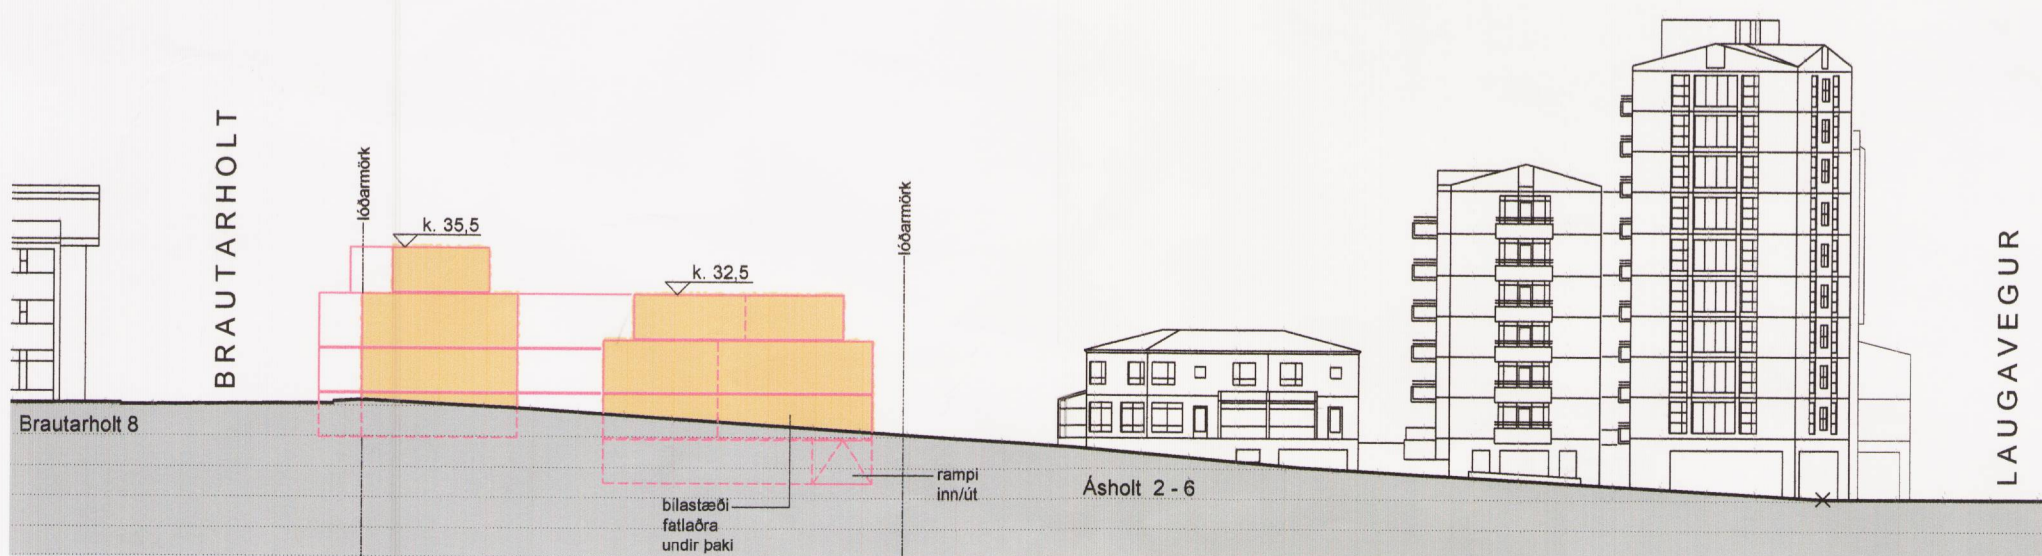 BRAUTARHOLT
lóðarmörk
k. 35,5
k. 32,5
lóðarmörk
LAUGAVEGUR
Brautarholt 8
rampi
inn/út
Ásholt 2 - 6
bílastæði
fatlaðra
undir þaki